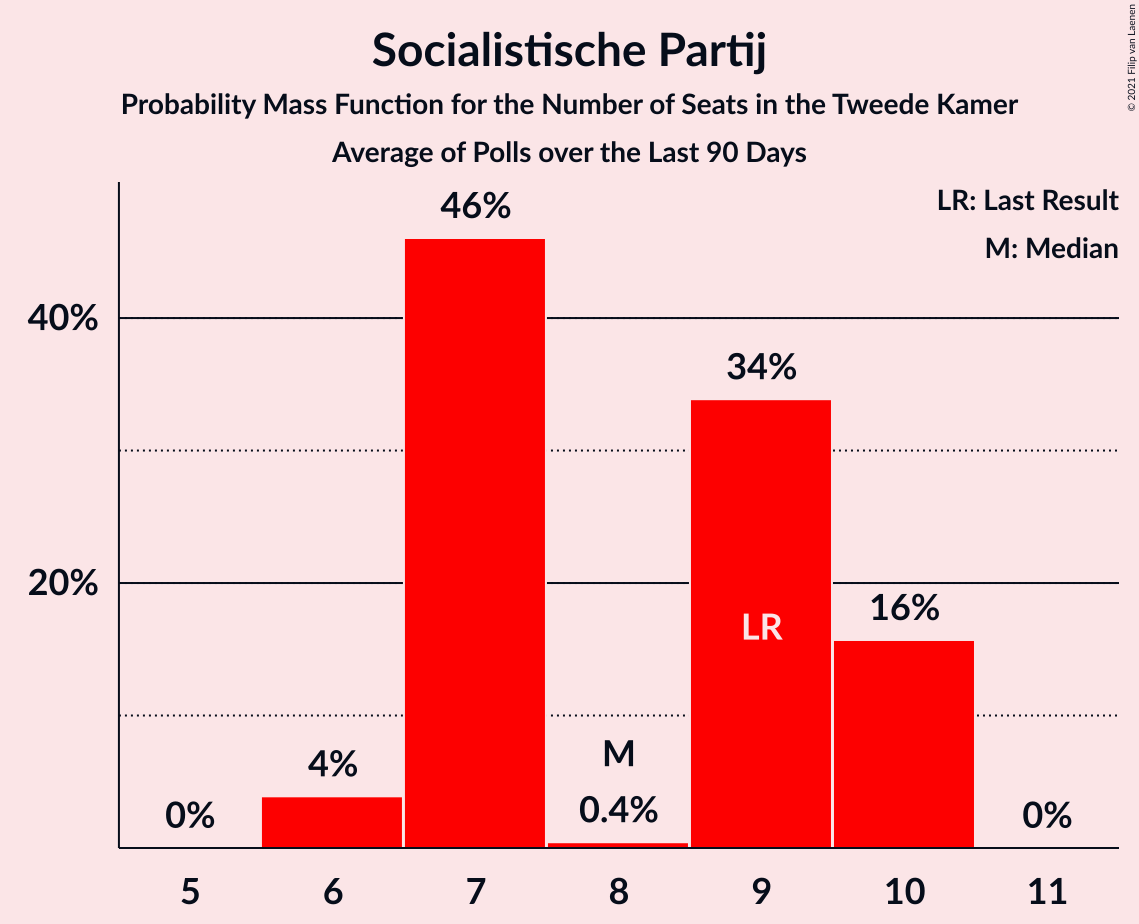 Socialistische Partij
Probability Mass Function for the Number of Seats in the Tweede Kamer
Average of Polls over the Last 90 Days
© 2021 Filip van Laenen
LR: Last Result
M: Median
46%
40%
34%
20%
16%
LR
M
4%
0.4%
0%
0%
5 6 7 8 9 10 11